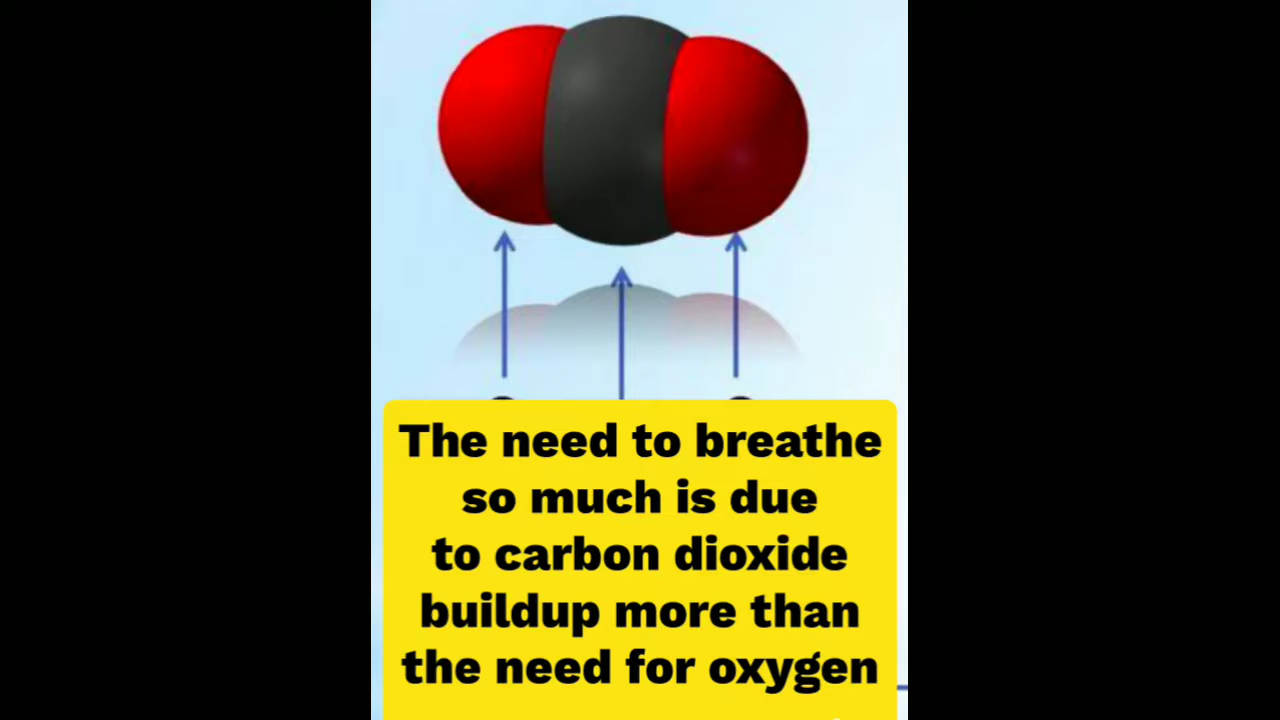 The need to breathe
so much is due
to carbon dioxide
buildup more than
the need for oxygen